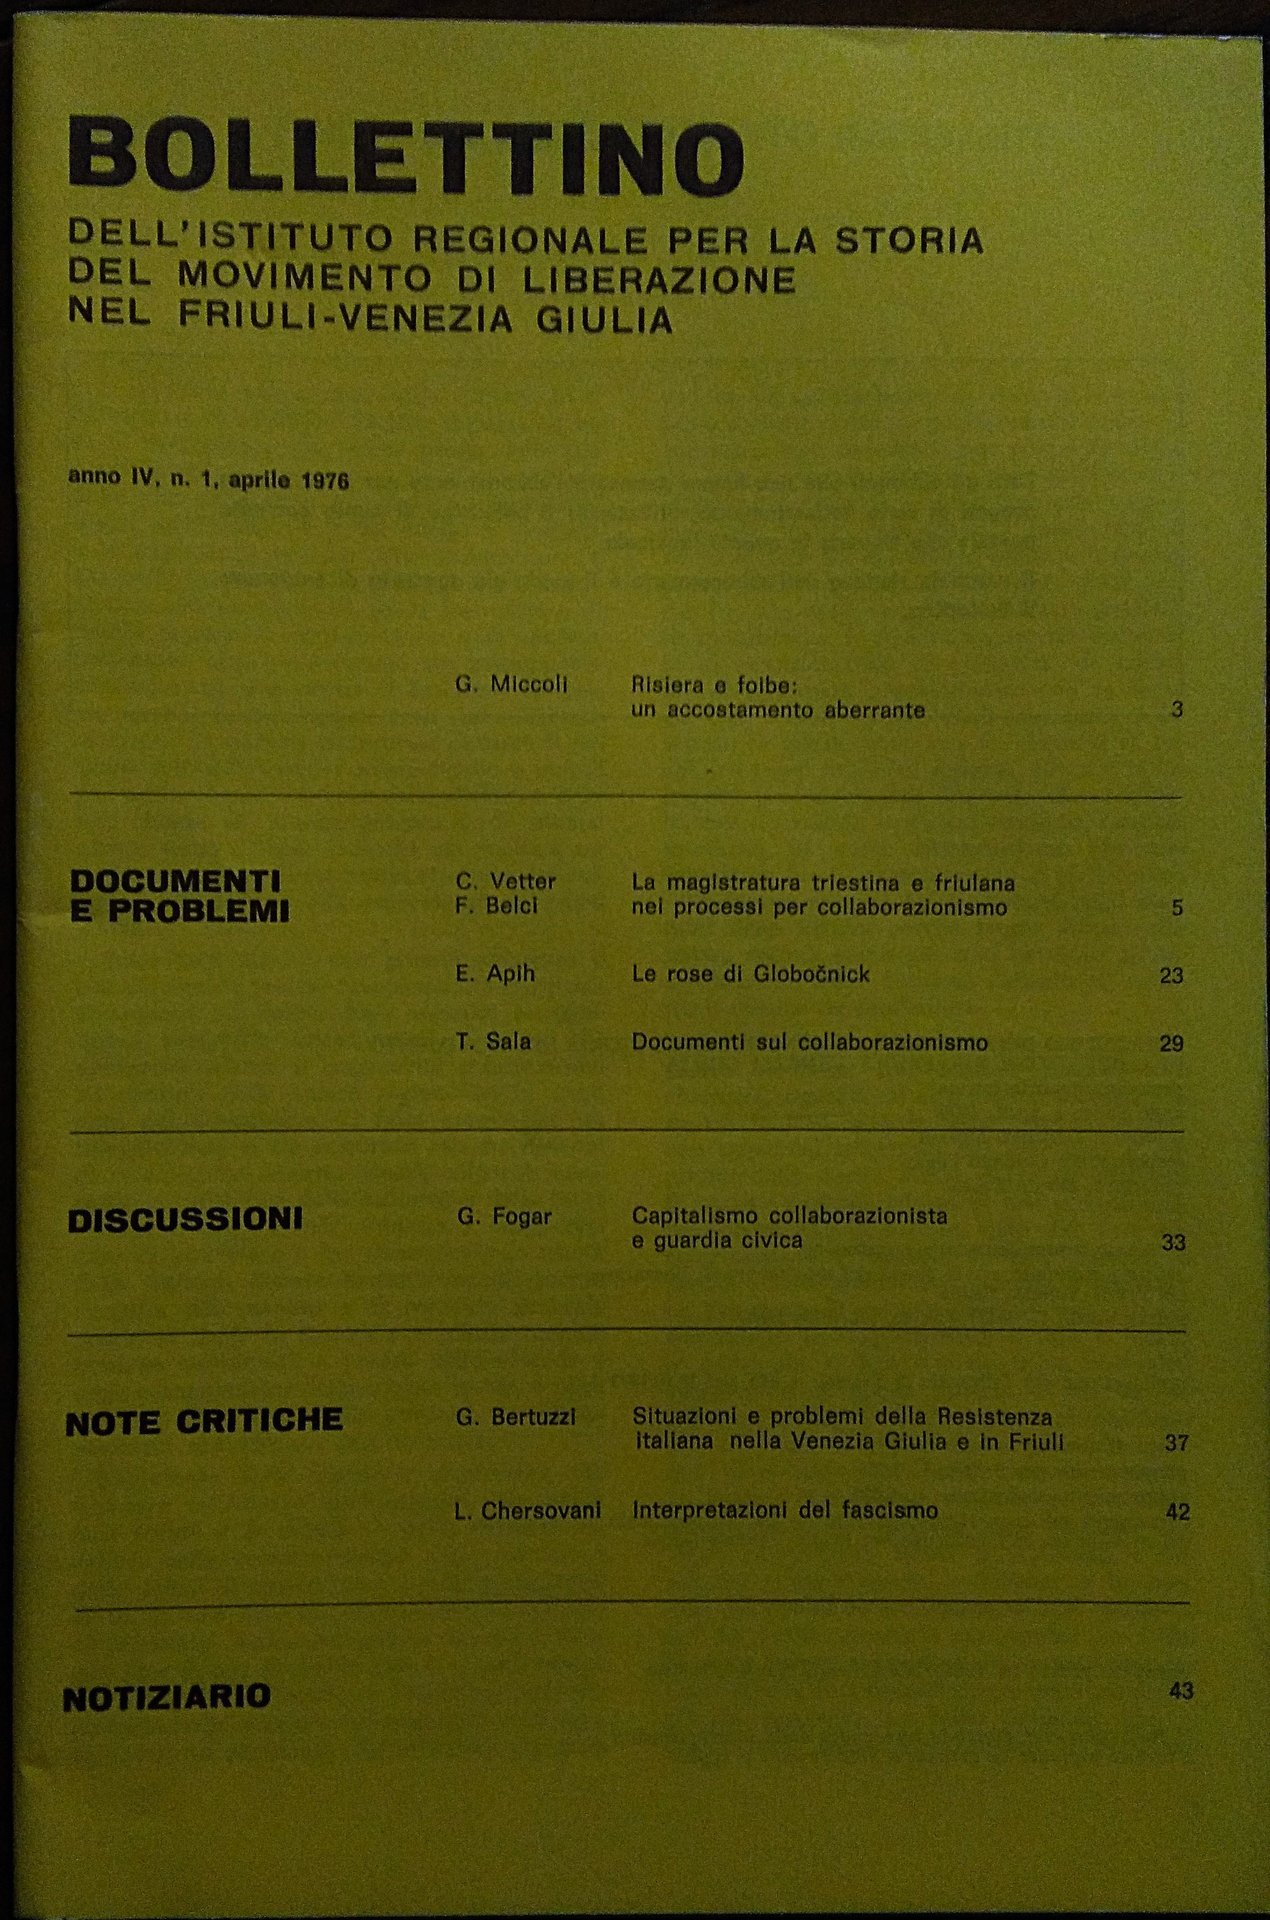 BOLLETTINO
DELL'ISTITUTO REGIONALE PER LA STORIA
DEL MOVIMENTO DI LIBERAZIONE
NEL FRIULI-VENEZIA GIULIA
anno IV, n. 1, aprile 1976
G. Miccoli Risiera e foibe:
un accostamento aberrante 3
DOCUMENTI C. Vetter La magistratura triestina e friulana
E PROBLEMI F. Belci nei processi per collaborazionismo 5
E. Apih Le rose di Globočnick 23
T. Sala Documenti sul collaborazionismo 29
DISCUSSIONI G. Fogar Capitalismo collaborazionista
e guardia civica 33
NOTE CRITICHE G. Bertuzzi Situazioni e problemi della Resistenza
italiana nella Venezia Giulia e in Friuli 37
L. Chersovani Interpretazioni del fascismo 42
NOTIZIARIO 43